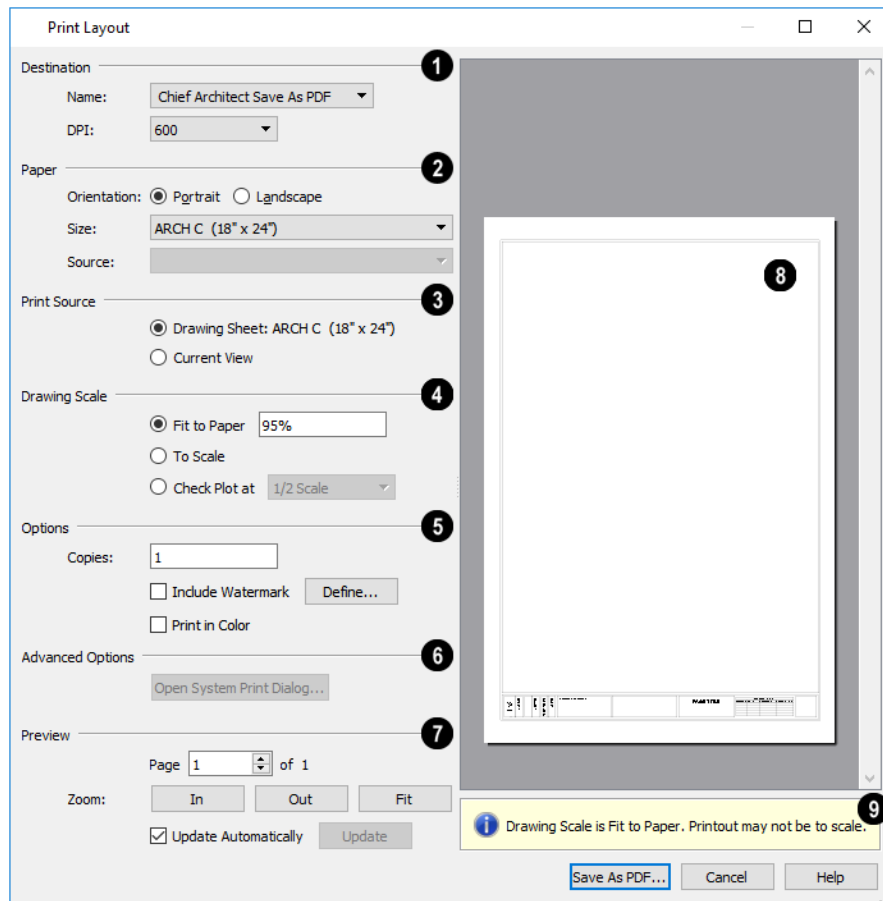 Print Layout
Destination 1
Name: Chief Architect Save As PDF
DPI: 600
Paper 2
Orientation: Portrait Landscape
Size: ARCH C (18" x 24")
Source:
Print Source 3
Drawing Sheet: ARCH C (18" x 24")
Current View
Drawing Scale 4
Fit to Paper 95%
To Scale
Check Plot at 1/2 Scale
Options 5
Copies: 1
Include Watermark Define...
Print in Color
Advanced Options 6
Open System Print Dialog...
Preview 7
Page 1 of 1
Zoom: In Out Fit
Update Automatically Update
8
9
Drawing Scale is Fit to Paper. Printout may not be to scale.
Save As PDF... Cancel Help